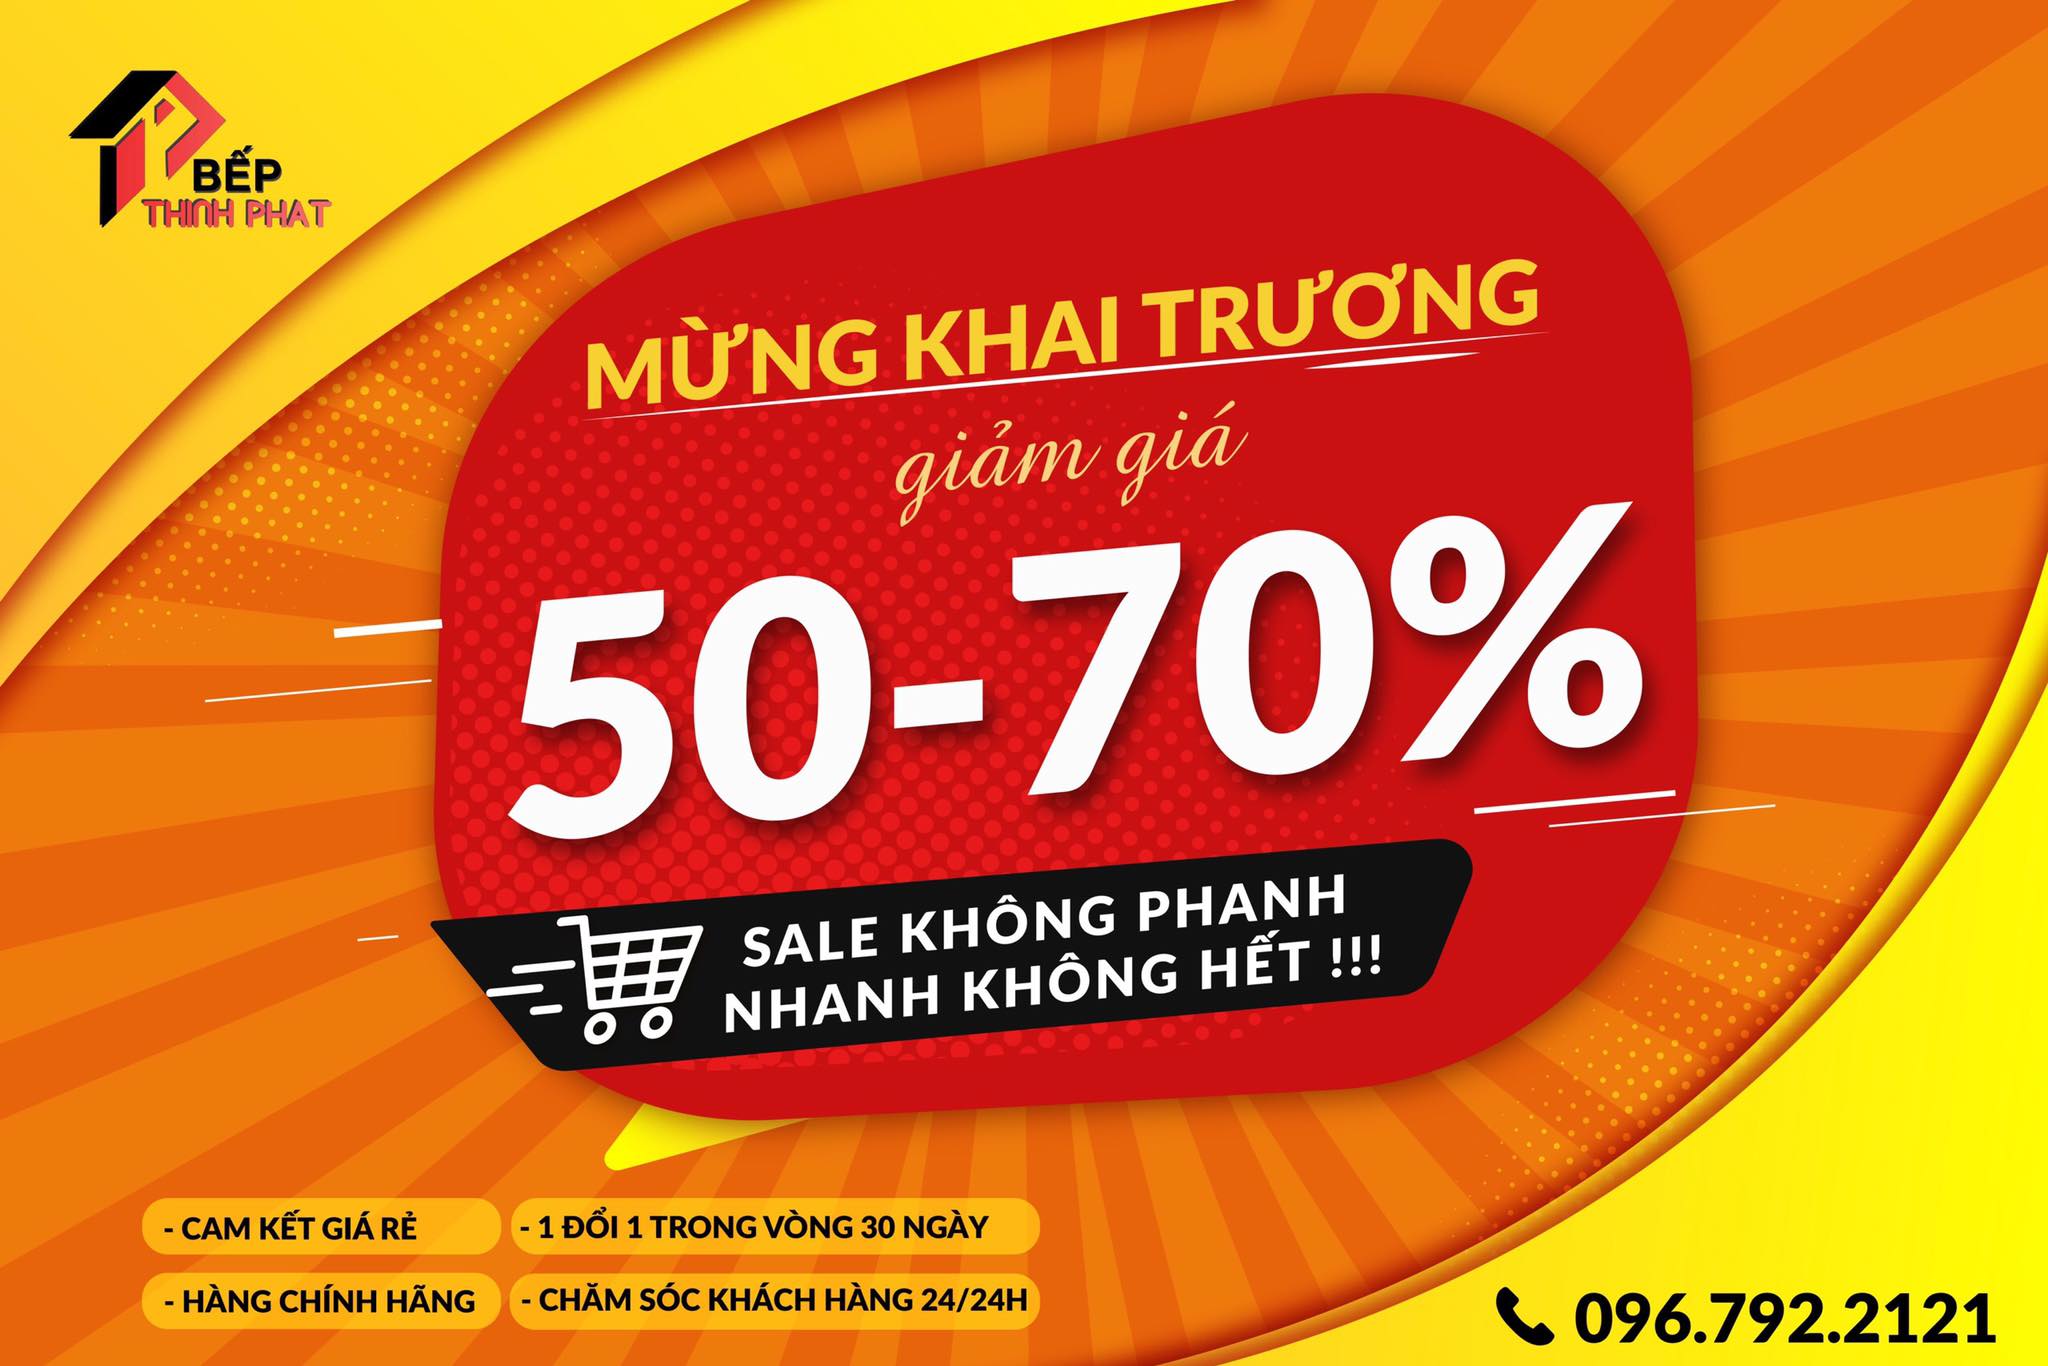 BẾP
THINH PHAT
MỪNG KHAI TRƯƠNG
giảm giá
50-70%
SALE KHÔNG PHANH
NHANH KHÔNG HẾT !!!
- CAM KẾT GIÁ RẺ
- 1 ĐỔI 1 TRONG VÒNG 30 NGÀY
- HÀNG CHÍNH HÃNG
- CHĂM SÓC KHÁCH HÀNG 24/24H
096.792.2121